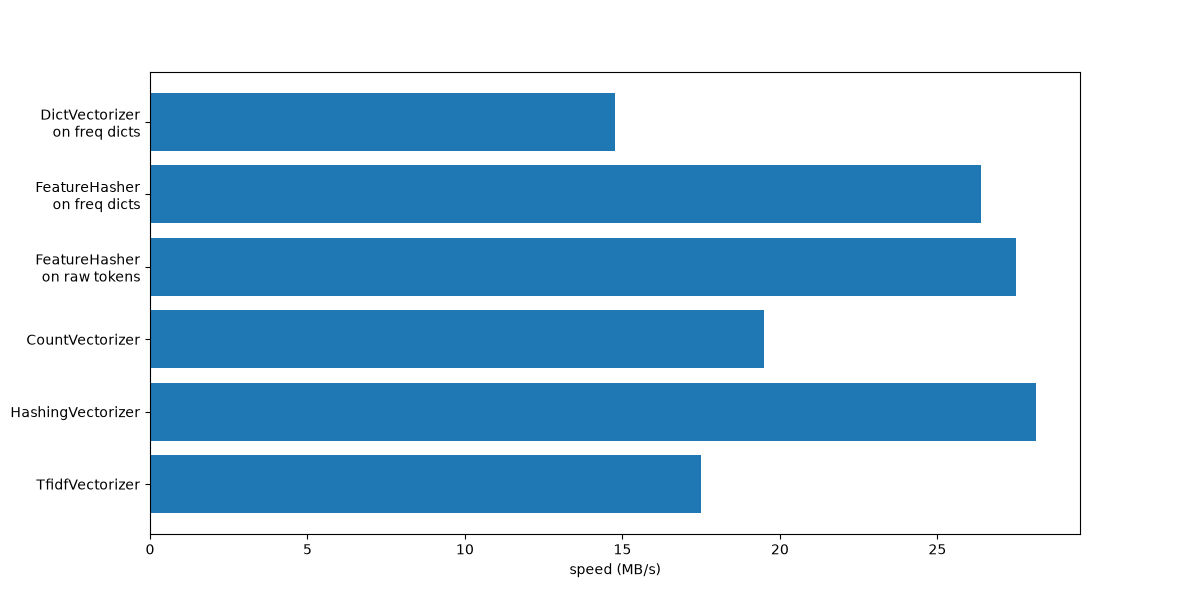 DictVectorizer
on freq dicts
FeatureHasher
on freq dicts
FeatureHasher
on raw tokens
CountVectorizer
HashingVectorizer
TfidfVectorizer
0 5 10 15 20 25
speed (MB/s)